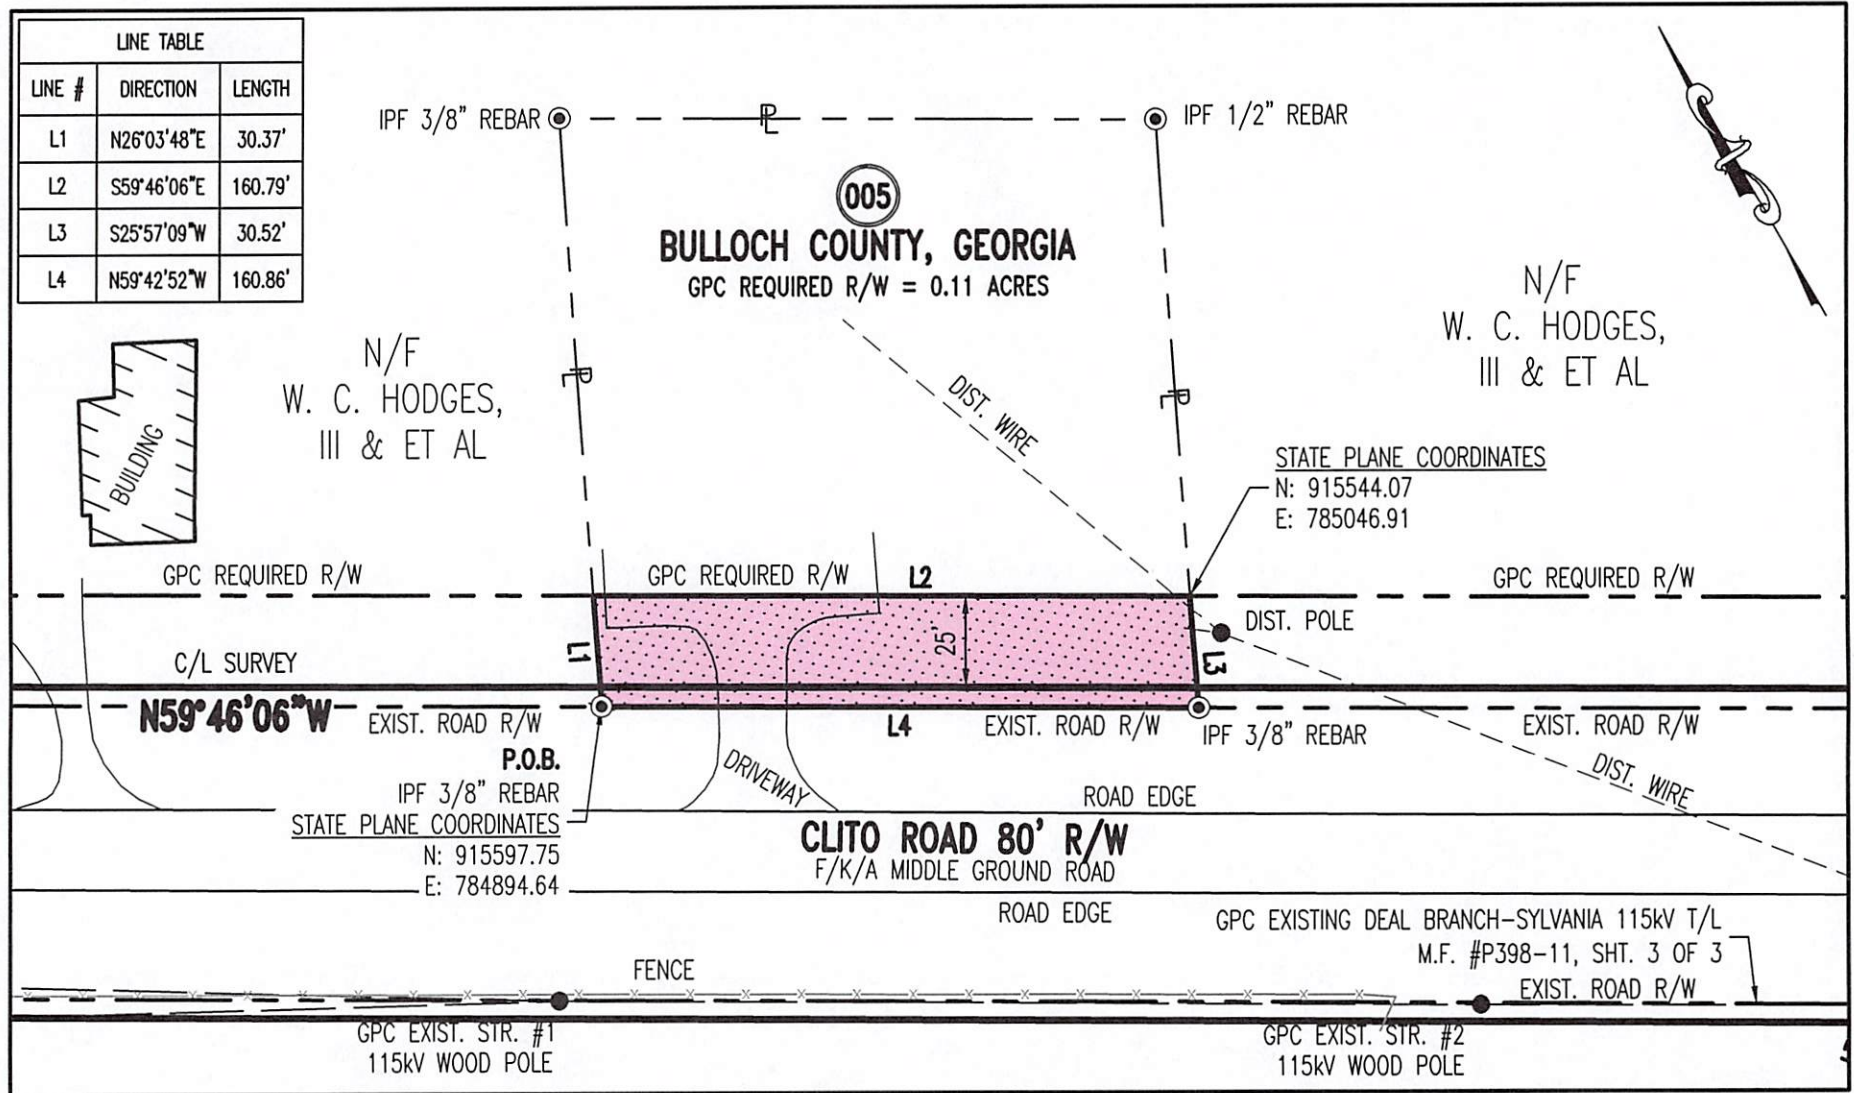 LINE TABLE
LINE # DIRECTION LENGTH
L1 N26°03'48"E 30.37'
L2 S59°46'06"E 160.79'
L3 S25°57'09"W 30.52'
L4 N59°42'52"W 160.86'
IPF 3/8" REBAR
PL
IPF 1/2" REBAR
005
BULLOCH COUNTY, GEORGIA
GPC REQUIRED R/W = 0.11 ACRES
N/F
W. C. HODGES,
III & ET AL
N/F
W. C. HODGES,
III & ET AL
BUILDING
PL
PL
DIST. WIRE
STATE PLANE COORDINATES
N: 915544.07
E: 785046.91
GPC REQUIRED R/W
GPC REQUIRED R/W
L2
GPC REQUIRED R/W
L1
25'
L3
DIST. POLE
C/L SURVEY
N59°46'06"W
EXIST. ROAD R/W
L4
EXIST. ROAD R/W
IPF 3/8" REBAR
EXIST. ROAD R/W
P.O.B.
IPF 3/8" REBAR
STATE PLANE COORDINATES
N: 915597.75
E: 784894.64
DRIVEWAY
DIST. WIRE
ROAD EDGE
CLITO ROAD 80' R/W
F/K/A MIDDLE GROUND ROAD
ROAD EDGE
GPC EXISTING DEAL BRANCH-SYLVANIA 115kV T/L
M.F. #P398-11, SHT. 3 OF 3
EXIST. ROAD R/W
FENCE
GPC EXIST. STR. #1
115kV WOOD POLE
GPC EXIST. STR. #2
115kV WOOD POLE